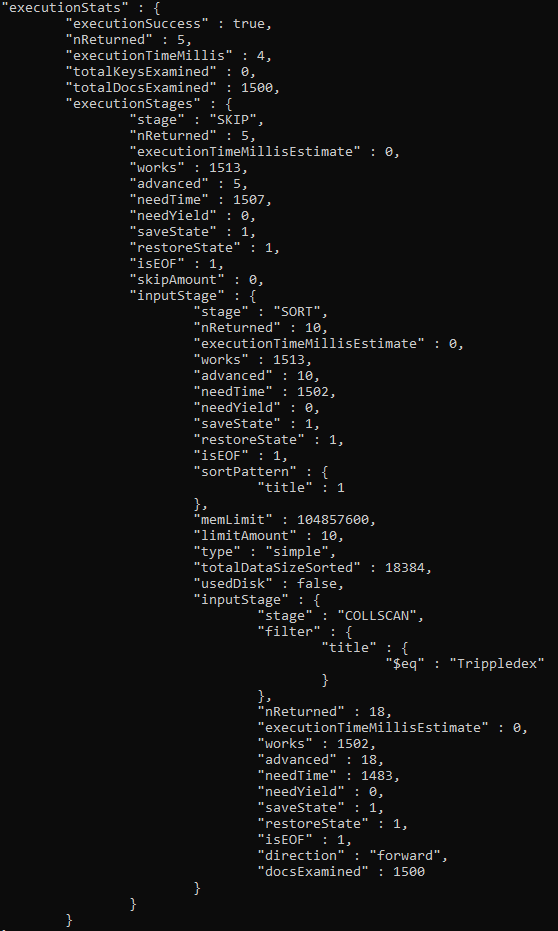 "executionStats" : {
"executionSuccess" : true,
"nReturned" : 5,
"executionTimeMillis" : 4,
"totalKeysExamined" : 0,
"totalDocsExamined" : 1500,
"executionStages" : {
"stage" : "SKIP",
"nReturned" : 5,
"executionTimeMillisEstimate" : 0,
"works" : 1513,
"advanced" : 5,
"needTime" : 1507,
"needYield" : 0,
"saveState" : 1,
"restoreState" : 1,
"isEOF" : 1,
"skipAmount" : 0,
"inputStage" : {
"stage" : "SORT",
"nReturned" : 10,
"executionTimeMillisEstimate" : 0,
"works" : 1513,
"advanced" : 10,
"needTime" : 1502,
"needYield" : 0,
"saveState" : 1,
"restoreState" : 1,
"isEOF" : 1,
"sortPattern" : {
"title" : 1
},
"memLimit" : 104857600,
"limitAmount" : 10,
"type" : "simple",
"totalDataSizeSorted" : 18384,
"usedDisk" : false,
"inputStage" : {
"stage" : "COLLSCAN",
"filter" : {
"title" : {
"$eq" : "Trippledex"
}
},
"nReturned" : 18,
"executionTimeMillisEstimate" : 0,
"works" : 1502,
"advanced" : 18,
"needTime" : 1483,
"needYield" : 0,
"saveState" : 1,
"restoreState" : 1,
"isEOF" : 1,
"direction" : "forward",
"docsExamined" : 1500
}
}
}